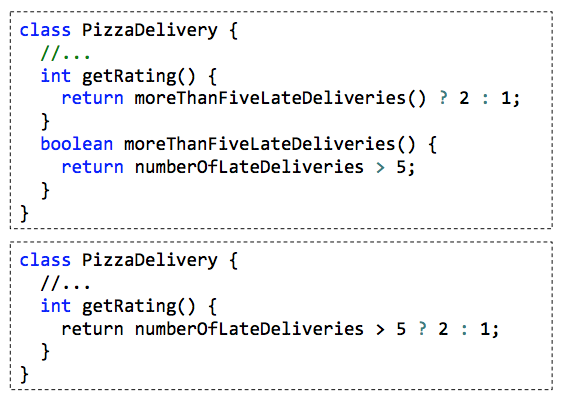 class PizzaDelivery {
  //...
  int getRating() {
    return moreThanFiveLateDeliveries() ? 2 : 1;
  }
  boolean moreThanFiveLateDeliveries() {
    return numberOfLateDeliveries > 5;
  }
}
class PizzaDelivery {
  //...
  int getRating() {
    return numberOfLateDeliveries > 5 ? 2 : 1;
  }
}